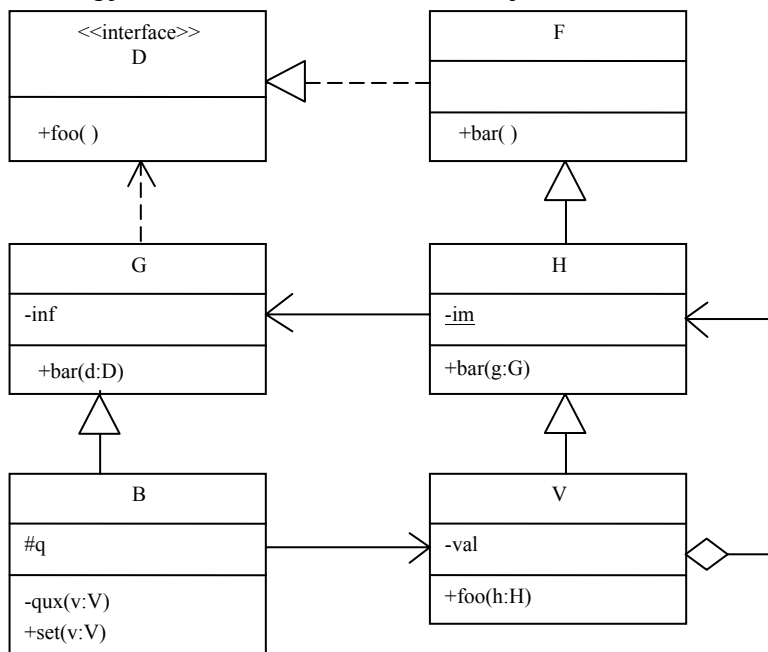 <<interface>>
D
+foo( )
F
+bar( )
G
-inf
+bar(d:D)
H
-im
+bar(g:G)
B
#q
-qux(v:V)
+set(v:V)
V
-val
+foo(h:H)